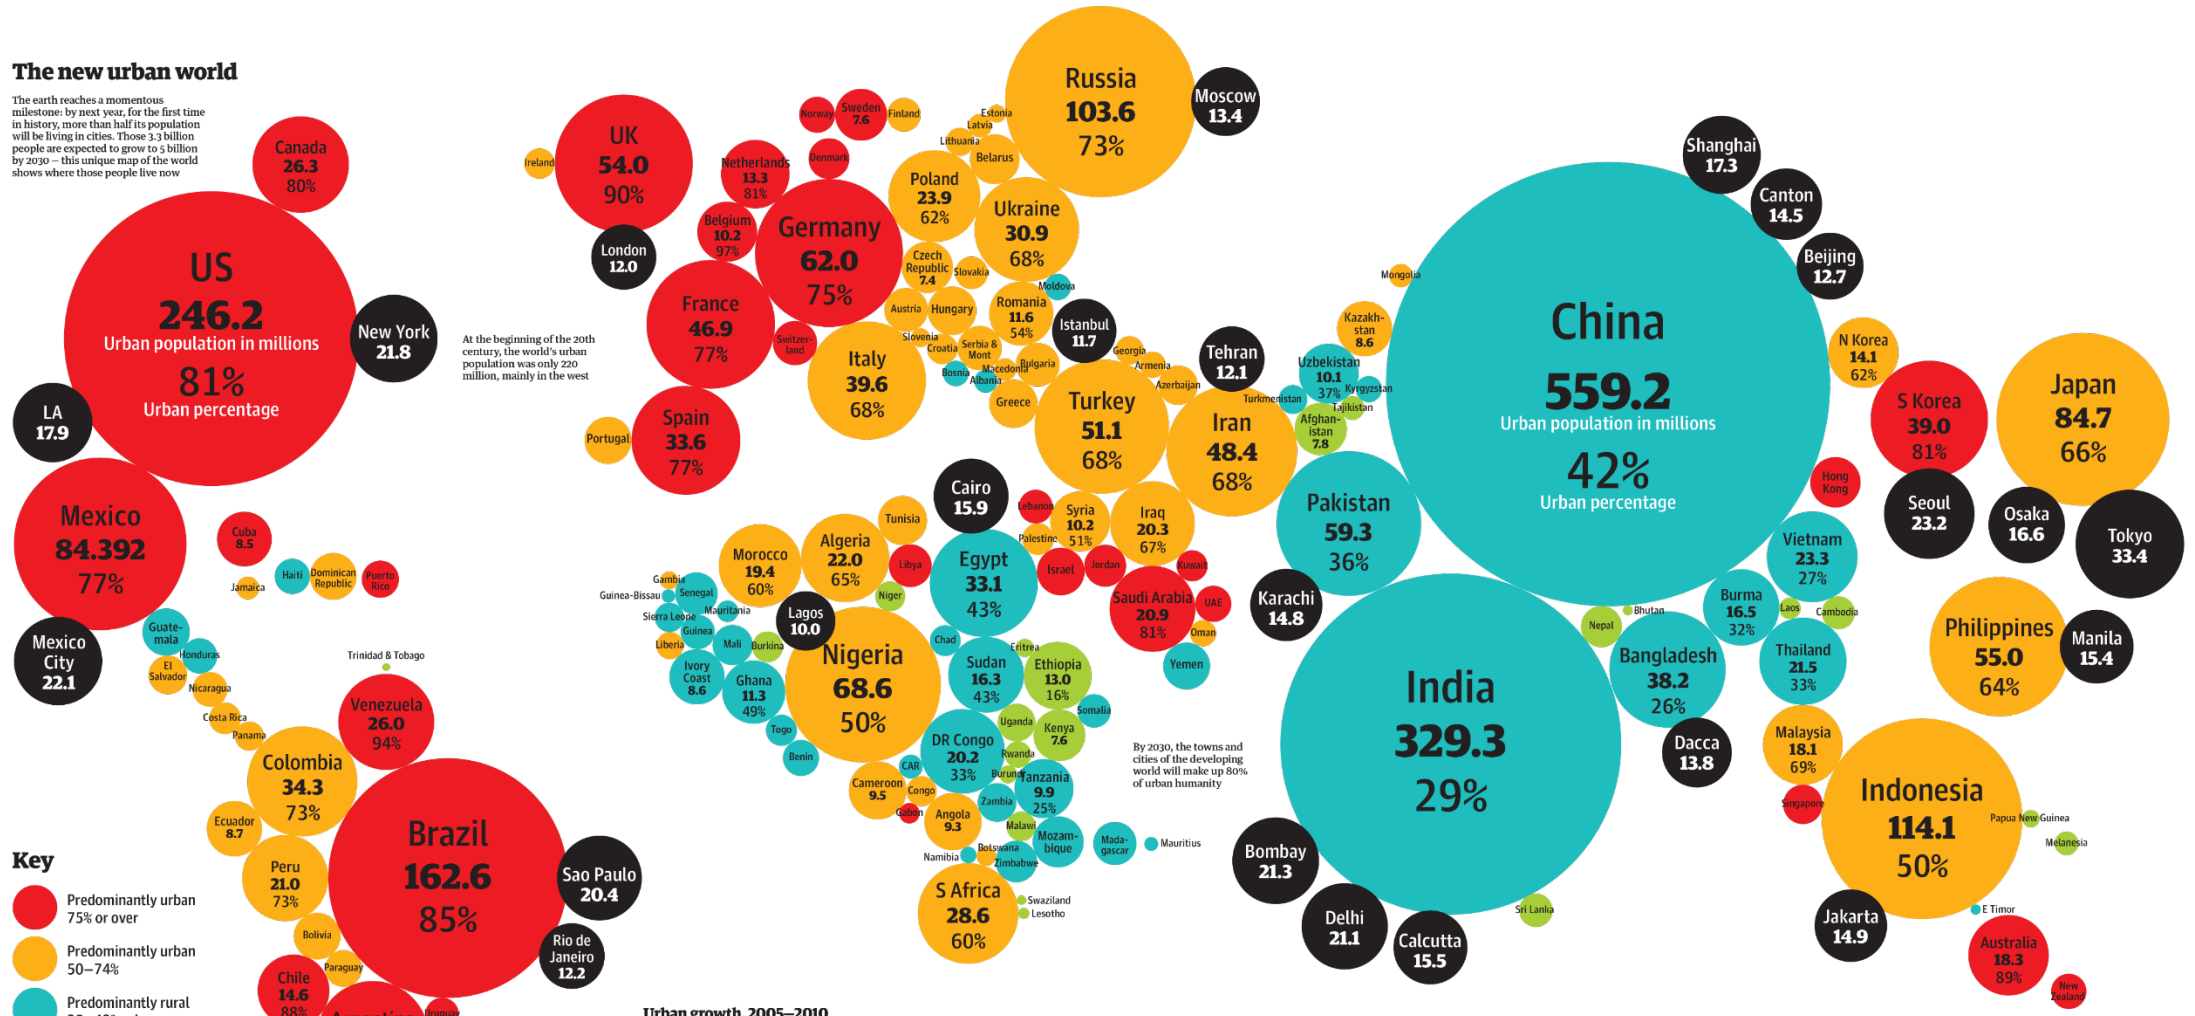 The new urban world
The earth reaches a momentous
milestone: by next year, for the first time
in history, more than half its population
will be living in cities. Those 3.3 billion
people are expected to grow to 5 billion
by 2030 – this unique map of the world
shows where those people live now
Canada
26.3
80%
US
246.2
Urban population in millions
81%
Urban percentage
New York
21.8
LA
17.9
Mexico
84.392
77%
Mexico
City
22.1
Cuba
8.5
Jamaica
Haiti
Dominican
Republic
Puerto
Rico
Guate-
mala
Honduras
El
Salvador
Nicaragua
Costa Rica
Panama
Trinidad & Tobago
Venezuela
26.0
94%
Colombia
34.3
73%
Ecuador
8.7
Peru
21.0
73%
Brazil
162.6
85%
Sao Paulo
20.4
Rio de
Janeiro
12.2
Bolivia
Paraguay
Chile
14.6
88%
Uruguay
Key
Predominantly urban
75% or over
Predominantly urban
50–74%
Predominantly rural
At the beginning of the 20th
century, the world's urban
population was only 220
million, mainly in the west
Ireland
UK
54.0
90%
London
12.0
Norway
Sweden
7.6
Finland
Denmark
Netherlands
13.3
81%
Belgium
10.2
97%
Germany
62.0
75%
France
46.9
77%
Switzer-
land
Spain
33.6
77%
Portugal
Italy
39.6
68%
Estonia
Latvia
Lithuania
Belarus
Poland
23.9
62%
Ukraine
30.9
68%
Russia
103.6
73%
Moscow
13.4
Czech
Republic
7.4
Slovakia
Austria
Hungary
Moldova
Romania
11.6
54%
Slovenia
Croatia
Serbia &
Mont
Bosnia
Macedonia
Albania
Bulgaria
Greece
Istanbul
11.7
Turkey
51.1
68%
Georgia
Armenia
Azerbaijan
Tehran
12.1
Iran
48.4
68%
Mongolia
Kazakh-
stan
8.6
Uzbekistan
10.1
37%
Kyrgyzstan
Turkmenistan
Tajikistan
Afghan-
istan
7.8
Pakistan
59.3
36%
Karachi
14.8
Cairo
15.9
Egypt
33.1
43%
Lebanon
Syria
10.2
51%
Palestine
Iraq
20.3
67%
Israel
Jordan
Kuwait
Saudi Arabia
20.9
81%
UAE
Oman
Yemen
Tunisia
Algeria
22.0
65%
Morocco
19.4
60%
Libya
Niger
Gambia
Guinea-Bissau
Senegal
Mauritania
Sierra Leone
Guinea
Liberia
Mali
Burkina
Ivory
Coast
8.6
Ghana
11.3
49%
Togo
Benin
Lagos
10.0
Nigeria
68.6
50%
Chad
Sudan
16.3
43%
Eritrea
Ethiopia
13.0
16%
Somalia
Uganda
Kenya
7.6
DR Congo
20.2
33%
Rwanda
Burundi
Tanzania
9.9
25%
CAR
Cameroon
9.5
Congo
Gabon
Angola
9.3
Zambia
Malawi
Mozam-
bique
Mada-
gascar
Mauritius
Namibia
Botswana
Zimbabwe
S Africa
28.6
60%
Swaziland
Lesotho
By 2030, the towns and
cities of the developing
world will make up 80%
of urban humanity
China
559.2
Urban population in millions
42%
Urban percentage
Shanghai
17.3
Canton
14.5
Beijing
12.7
N Korea
14.1
62%
S Korea
39.0
81%
Seoul
23.2
Japan
84.7
66%
Osaka
16.6
Tokyo
33.4
Hong
Kong
Vietnam
23.3
27%
Burma
16.5
32%
Laos
Cambodia
Thailand
21.5
33%
Bhutan
Nepal
Bangladesh
38.2
26%
Dacca
13.8
India
329.3
29%
Bombay
21.3
Delhi
21.1
Calcutta
15.5
Sri Lanka
Malaysia
18.1
69%
Singapore
Philippines
55.0
64%
Manila
15.4
Indonesia
114.1
50%
Jakarta
14.9
Papua New Guinea
Melanesia
E Timor
Australia
18.3
89%
New
Zealand
Urban growth, 2005–2010